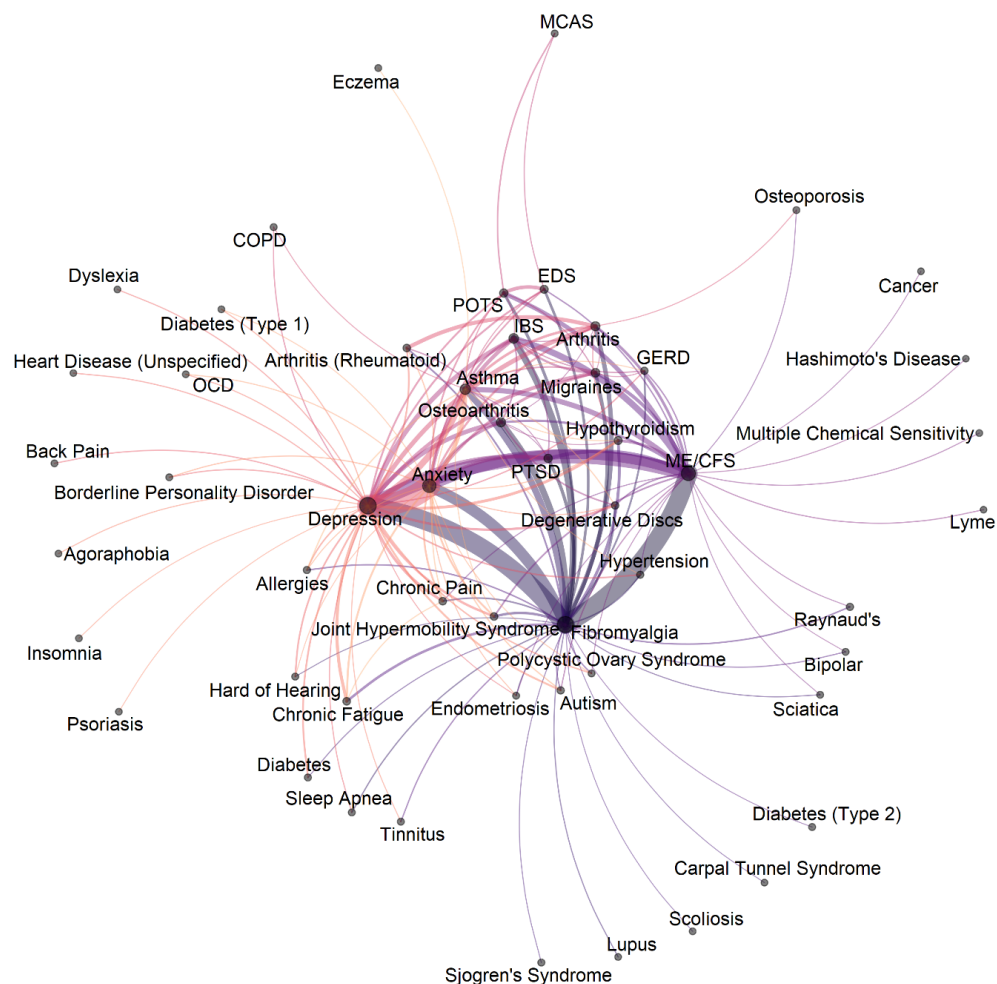 MCAS
Eczema
Osteoporosis
COPD
Dyslexia
EDS
Cancer
POTS
Diabetes (Type 1)
IBS
Arthritis
Arthritis (Rheumatoid)
GERD
Heart Disease (Unspecified)
Hashimoto's Disease
OCD
Asthma
Migraines
Osteoarthritis
Hypothyroidism
Multiple Chemical Sensitivity
Back Pain
ME/CFS
PTSD
Anxiety
Borderline Personality Disorder
Depression
Degenerative Discs
Lyme
Agoraphobia
Hypertension
Allergies
Chronic Pain
Raynaud's
Joint Hypermobility Syndrome
Fibromyalgia
Insomnia
Polycystic Ovary Syndrome
Bipolar
Hard of Hearing
Autism
Sciatica
Endometriosis
Chronic Fatigue
Psoriasis
Diabetes
Sleep Apnea
Diabetes (Type 2)
Tinnitus
Carpal Tunnel Syndrome
Scoliosis
Lupus
Sjogren's Syndrome